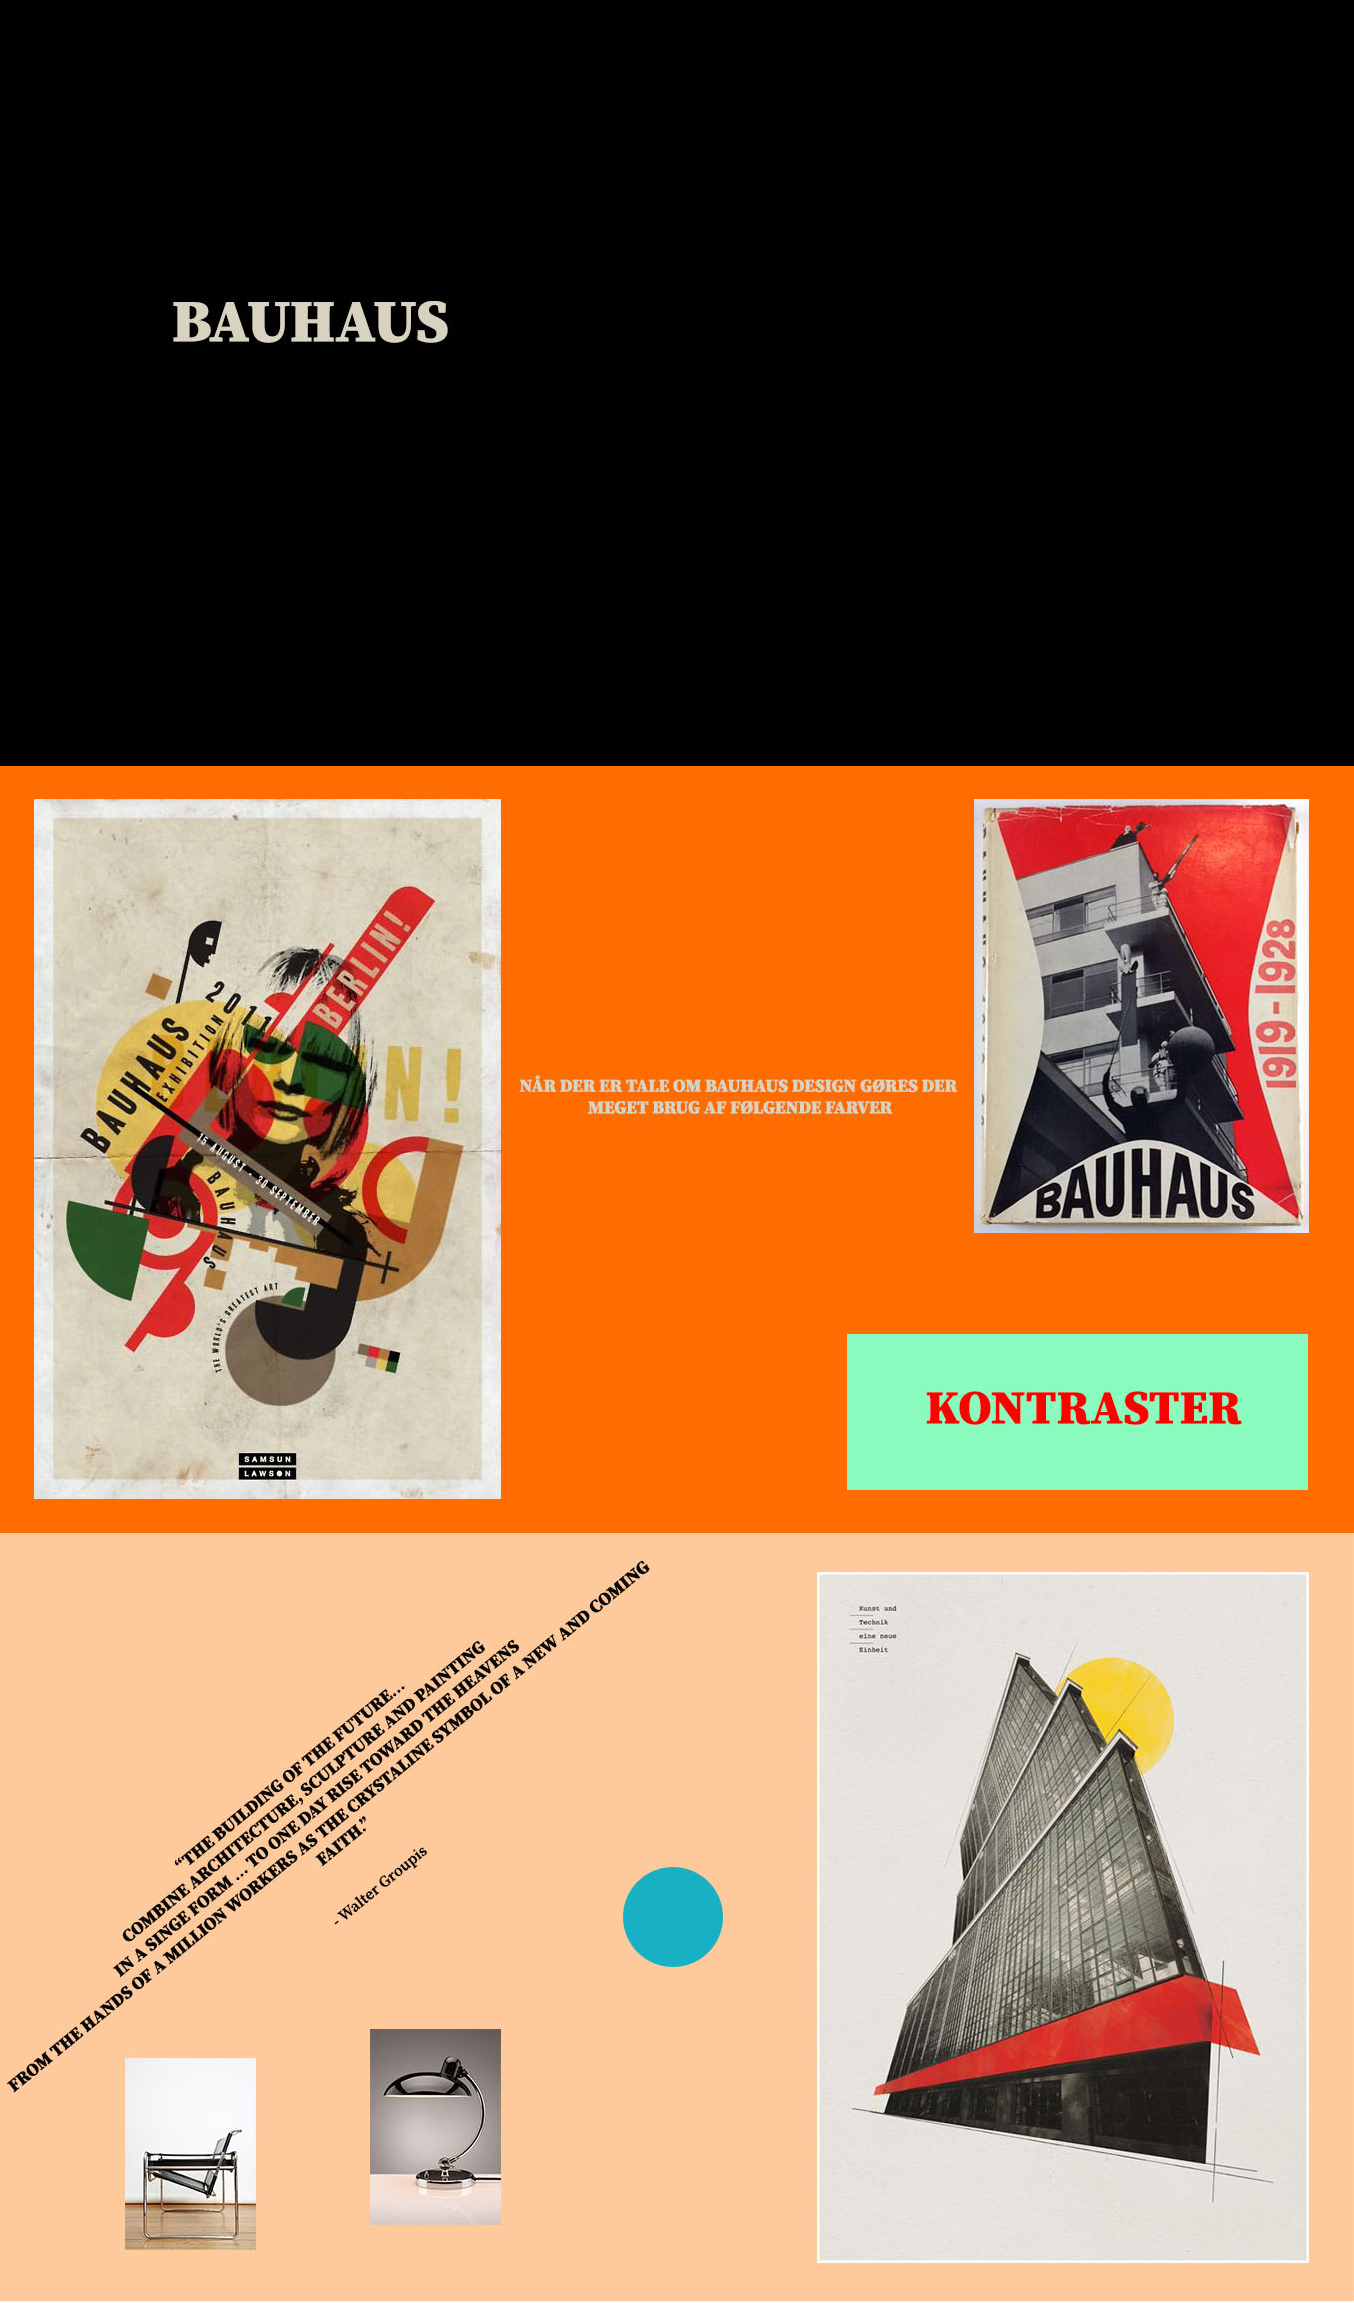 BAUHAUS
BERLIN!
2011
BAUHAUS
EXHIBITION
N!
15 AUGUST - 30 SEPTEMBER
BAUHAUS
THE WORLD'S GREATEST ART
SAMSUN
LAWSON
NÅR DER ER TALE OM BAUHAUS DESIGN GØRES DER
MEGET BRUG AF FØLGENDE FARVER
1919-1928
BAUHAUS
KONTRASTER
“THE BUILDING OF THE FUTURE...
COMBINE ARCHITECTURE, SCULPTURE AND PAINTING
IN A SINGE FORM ... TO ONE DAY RISE TOWARD THE HEAVENS
FROM THE HANDS OF A MILLION WORKERS AS THE CRYSTALINE SYMBOL OF A NEW AND COMING
FAITH.”
- Walter Groupis
Kunst und
Technik
eine neue
Einheit